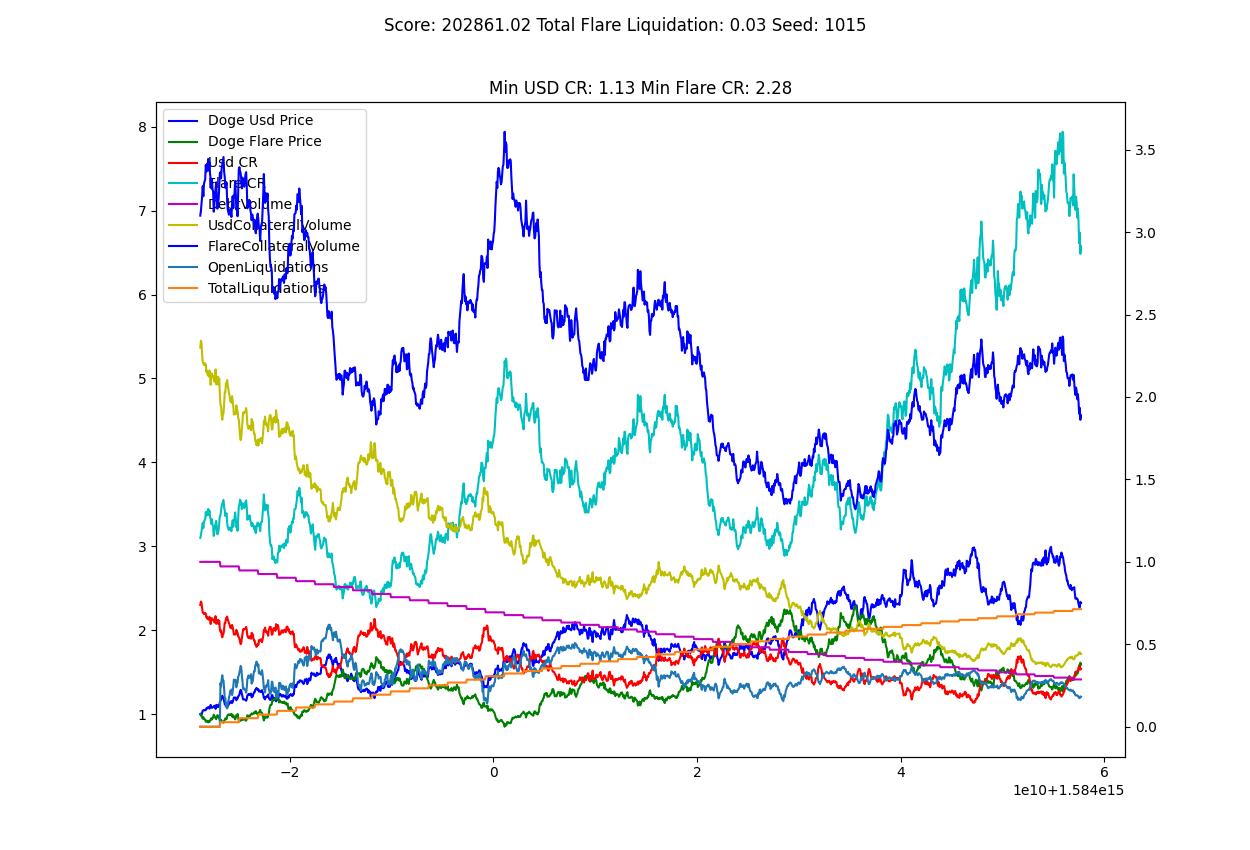 Score: 202861.02 Total Flare Liquidation: 0.03 Seed: 1015
Min USD CR: 1.13 Min Flare CR: 2.28
Doge Usd Price
Doge Flare Price
Usd CR
Flare CR
DebtVolume
UsdCollateralVolume
FlareCollateralVolume
OpenLiquidations
TotalLiquidations
8
7
6
5
4
3
2
1
3.5
3.0
2.5
2.0
1.5
1.0
0.5
0.0
−2
0
2
4
6
1e10+1.584e15